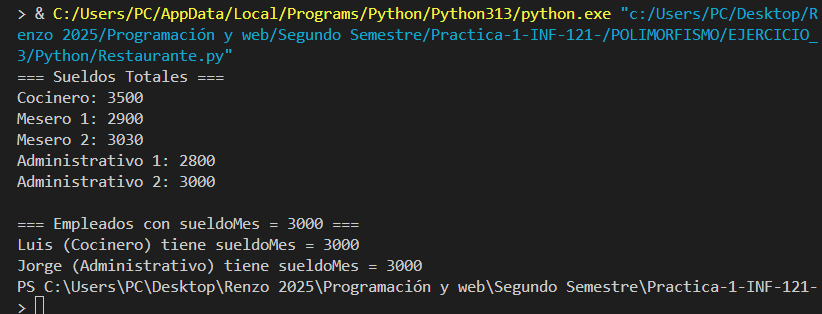 > & C:/Users/PC/AppData/Local/Programs/Python/Python313/python.exe "c:/Users/PC/Desktop/R
enzo 2025/Programación y web/Segundo Semestre/Practica-1-INF-121-/POLIMORFISMO/EJERCICIO_
3/Python/Restaurante.py"
=== Sueldos Totales ===
Cocinero: 3500
Mesero 1: 2900
Mesero 2: 3030
Administrativo 1: 2800
Administrativo 2: 3000

=== Empleados con sueldoMes = 3000 ===
Luis (Cocinero) tiene sueldoMes = 3000
Jorge (Administrativo) tiene sueldoMes = 3000
PS C:\Users\PC\Desktop\Renzo 2025\Programación y web\Segundo Semestre\Practica-1-INF-121-
>